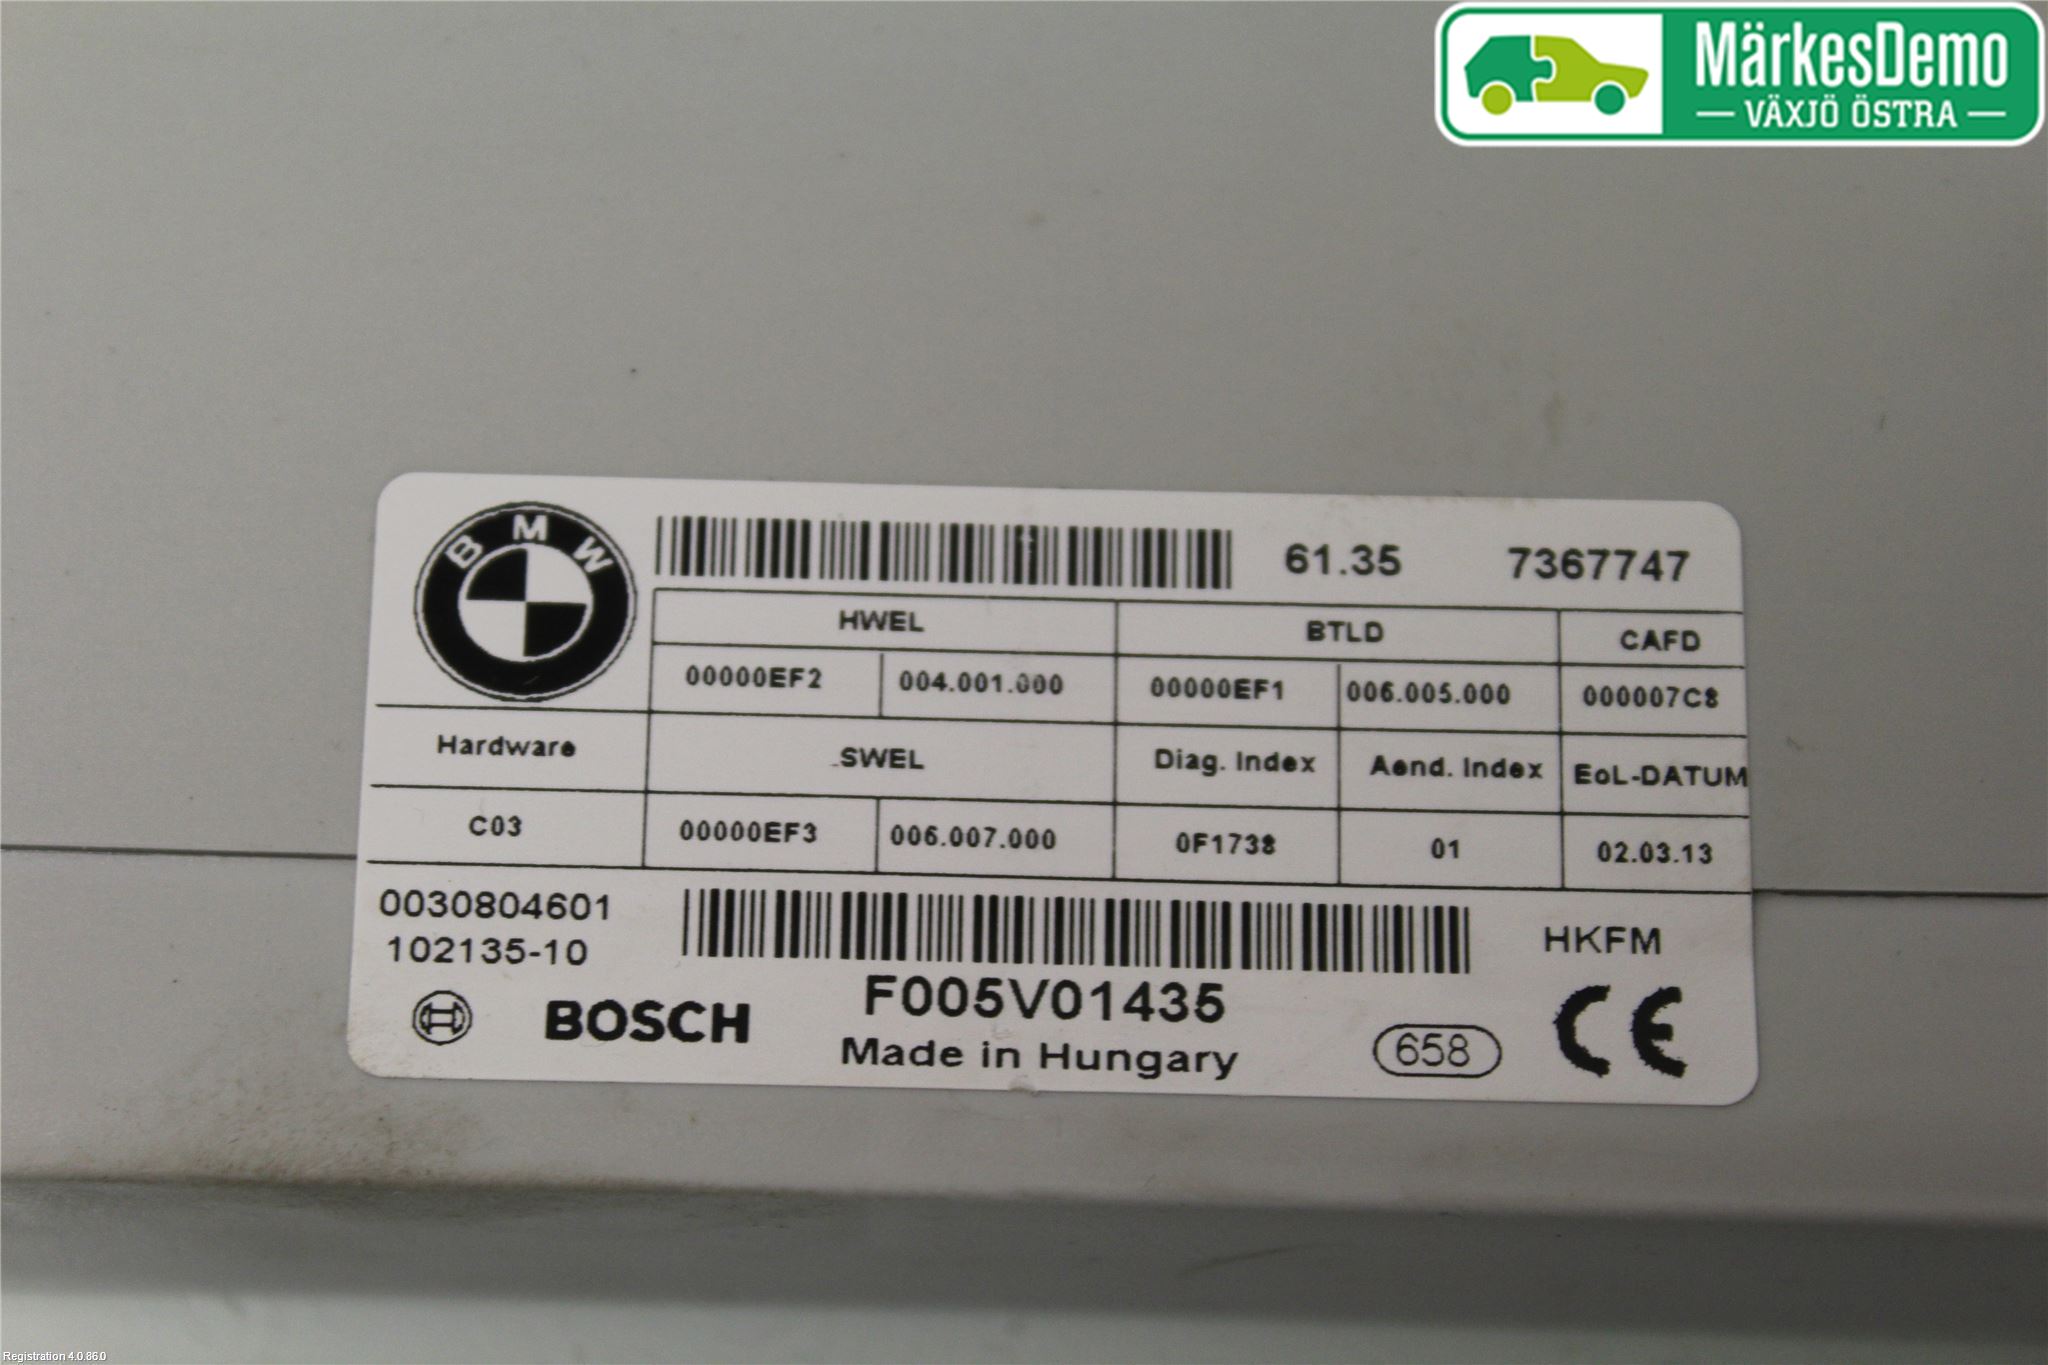 MärkesDemo
VÄXJÖ ÖSTRA
BMW
61.35 7367747
HWEL BTLD CAFD
00000EF2 004.001.000 00000EF1 006.005.000 000007C8
Hardware SWEL Diag. Index Aend. Index EoL-DATUM
C03 00000EF3 006.007.000 0F1738 01 02.03.13
0030804601
102135-10
HKFM
F005V01435
BOSCH
Made in Hungary
658
CE
Registration 4.0.86.0